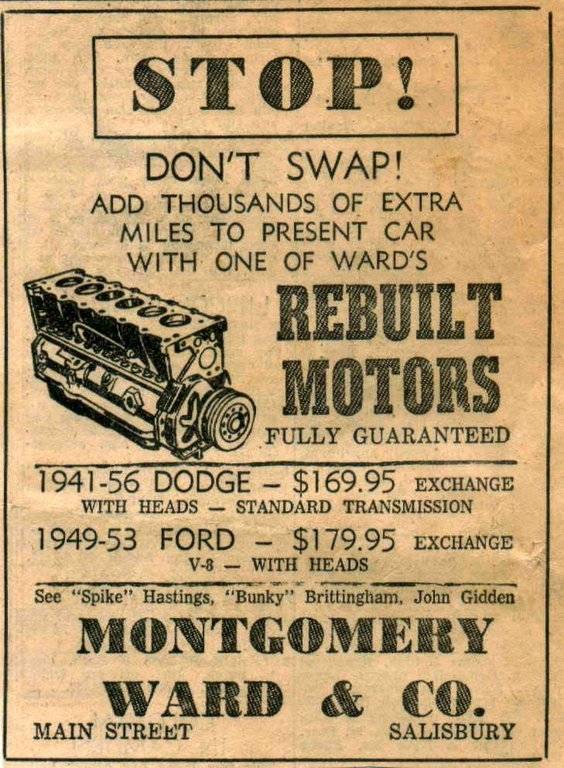 STOP!
DON'T SWAP!
ADD THOUSANDS OF EXTRA
MILES TO PRESENT CAR
WITH ONE OF WARD'S
REBUILT
MOTORS
FULLY GUARANTEED
1941-56 DODGE — $169.95 EXCHANGE
WITH HEADS — STANDARD TRANSMISSION
1949-53 FORD — $179.95 EXCHANGE
V-8 — WITH HEADS
See "Spike" Hastings, "Bunky" Brittingham, John Gidden
MONTGOMERY
WARD & CO.
MAIN STREET SALISBURY